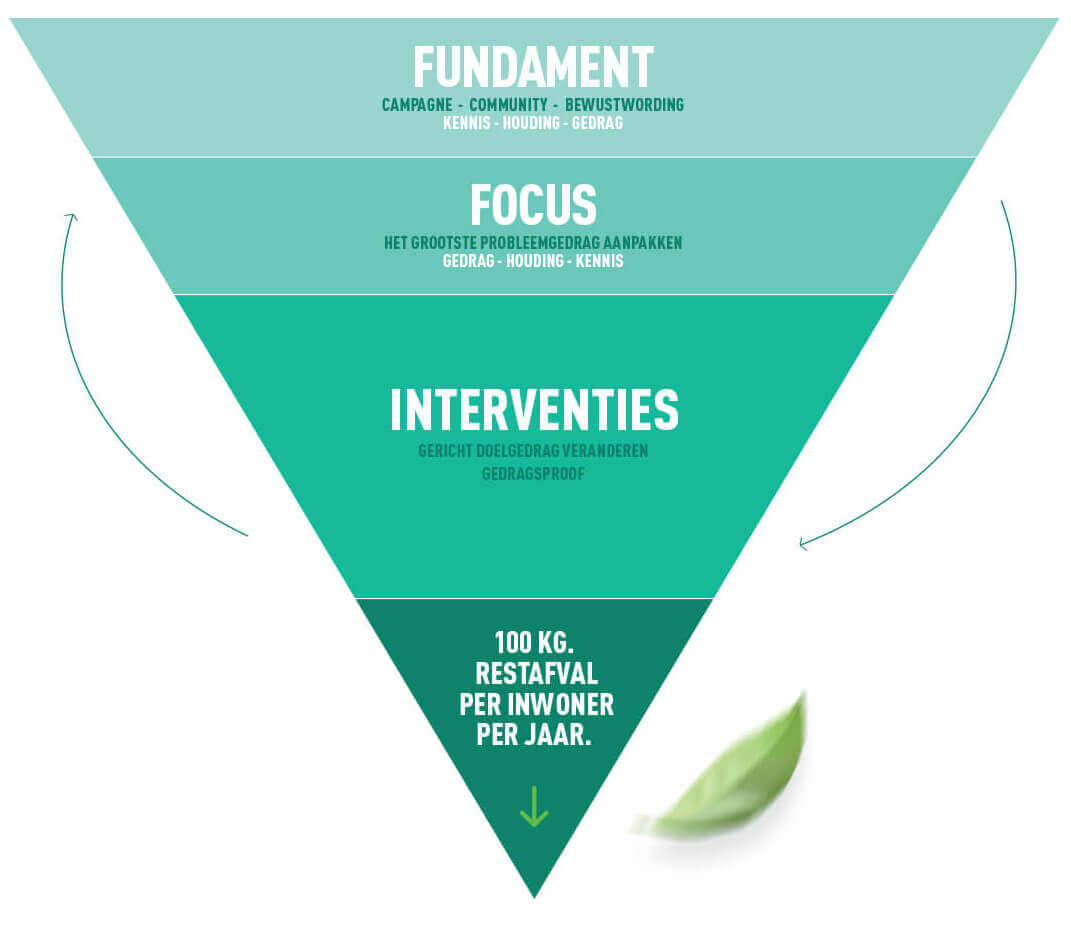 FUNDAMENT
CAMPAGNE - COMMUNITY - BEWUSTWORDING
KENNIS - HOUDING - GEDRAG
FOCUS
HET GROOTSTE PROBLEEMGEDRAG AANPAKKEN
GEDRAG - HOUDING - KENNIS
INTERVENTIES
GERICHT DOELGEDRAG VERANDEREN
GEDRAGSPROOF
100 KG.
RESTAFVAL
PER INWONER
PER JAAR.